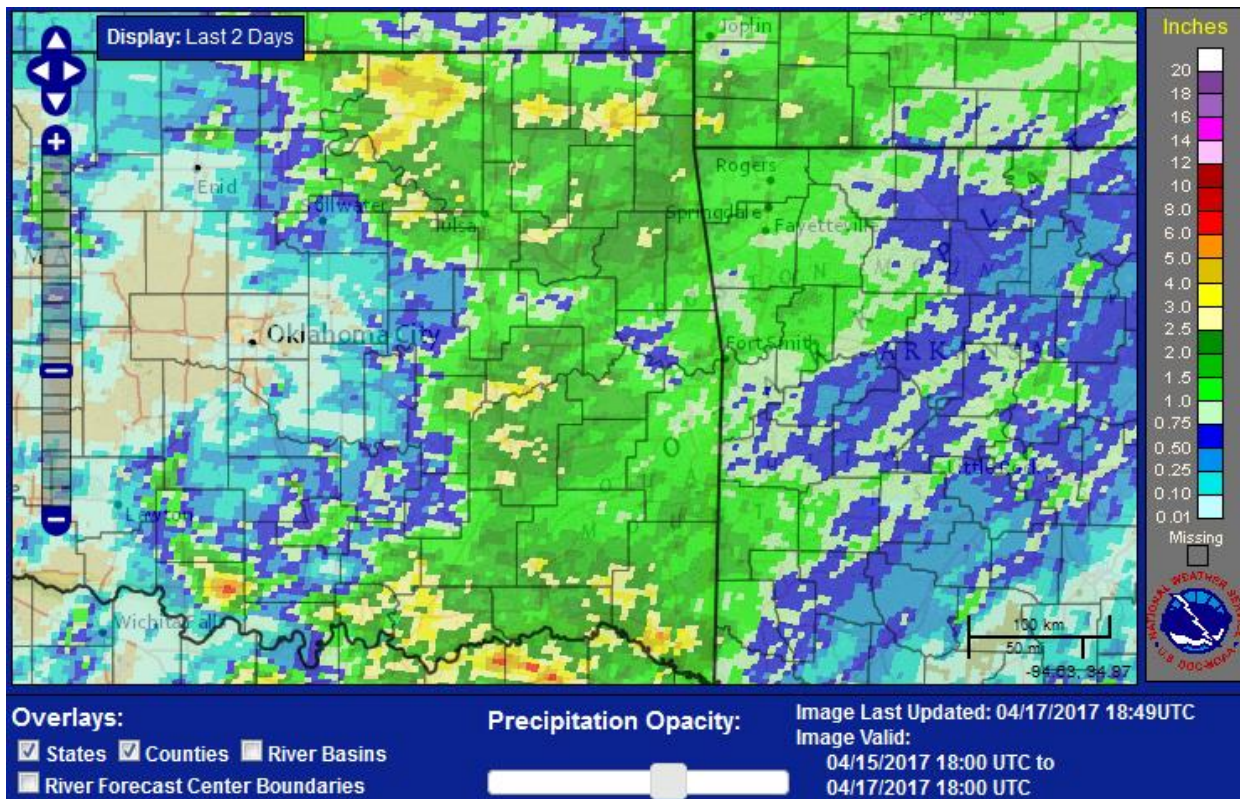 Display: Last 2 Days
Joplin
Springfield
Enid
Stillwater
Tulsa
Rogers
Springdale
Fayetteville
Oklahoma City
Fort Smith
ARKANSAS
Lawton
Wichita Falls
100 km
50 mi
Inches
20
18
16
14
12
10
8.0
6.0
5.0
4.0
3.0
2.5
2.0
1.5
1.0
0.75
0.50
0.25
0.10
0.01
Missing
NATIONAL WEATHER SERVICE
Overlays:
States Counties River Basins
River Forecast Center Boundaries
Precipitation Opacity:
Image Last Updated: 04/17/2017 18:49UTC
Image Valid:
04/15/2017 18:00 UTC to
04/17/2017 18:00 UTC